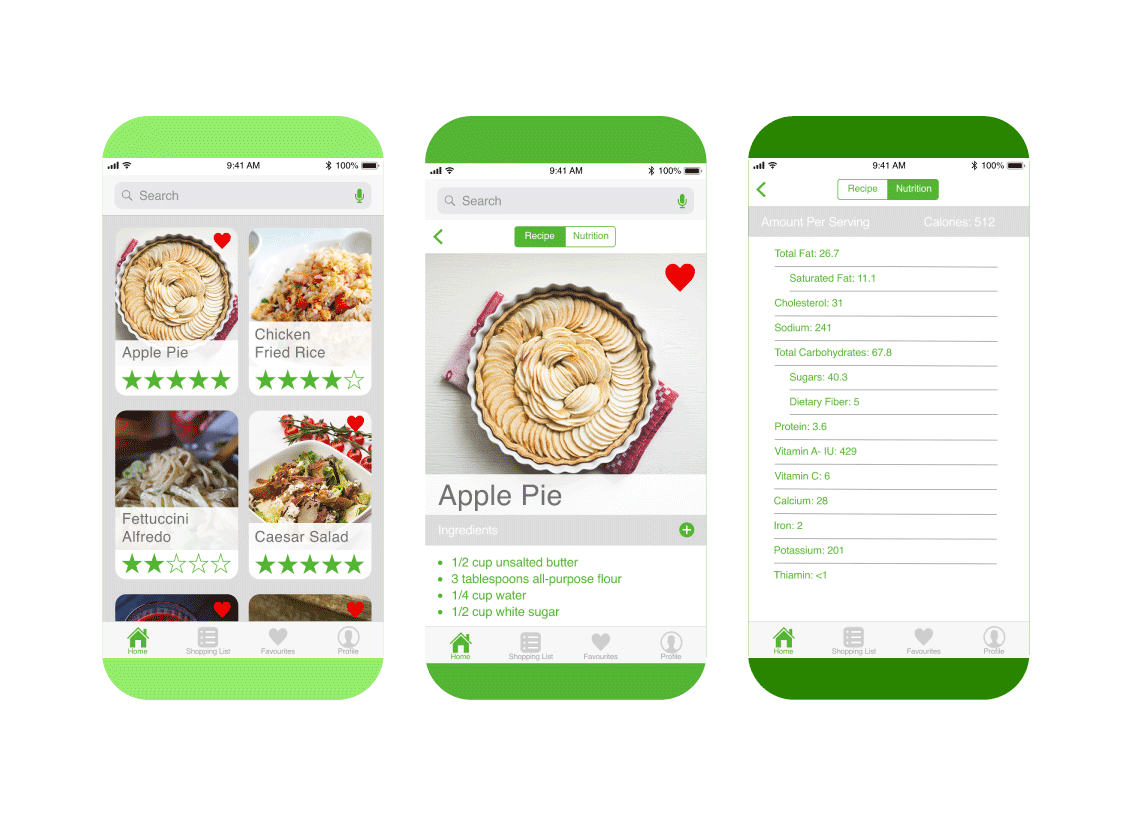 9:41 AM
100%
Search
Apple Pie
Chicken
Fried Rice
Fettuccini
Alfredo
Caesar Salad
Home
Shopping List
Favourites
Profile
9:41 AM
100%
Search
Recipe
Nutrition
Apple Pie
Ingredients
1/2 cup unsalted butter
3 tablespoons all-purpose flour
1/4 cup water
1/2 cup white sugar
Home
Shopping List
Favourites
Profile
9:41 AM
100%
Recipe
Nutrition
Amount Per Serving
Calories: 512
Total Fat: 26.7
Saturated Fat: 11.1
Cholesterol: 31
Sodium: 241
Total Carbohydrates: 67.8
Sugars: 40.3
Dietary Fiber: 5
Protein: 3.6
Vitamin A- IU: 429
Vitamin C: 6
Calcium: 28
Iron: 2
Potassium: 201
Thiamin: <1
Home
Shopping List
Favourites
Profile